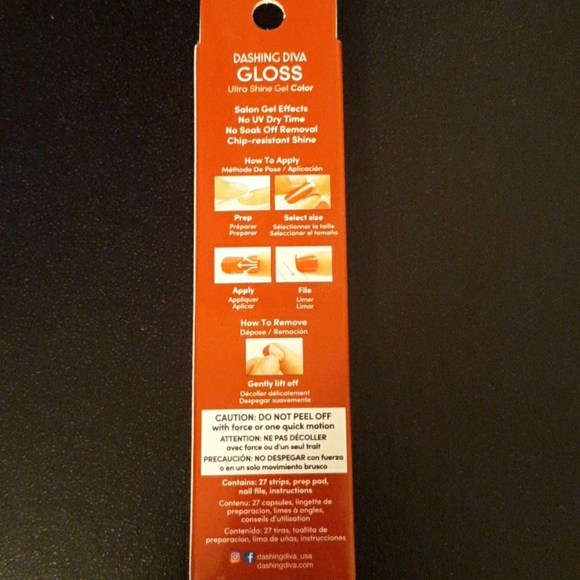 DASHING DIVA
GLOSS
Ultra Shine Gel Color
Salon Gel Effects
No UV Dry Time
No Soak Off Removal
Chip-resistant Shine
How To Apply
Méthode De Pose / Aplicación
Prep
Préparer
Preparar
Select size
Sélectionner la taille
Seleccionar el tamaño
Apply
Appliquer
Aplicar
File
Limer
Limar
How To Remove
Dépose / Remoción
Gently lift off
Décoller délicatement
Despegar suavemente
CAUTION: DO NOT PEEL OFF
with force or one quick motion
ATTENTION: NE PAS DÉCOLLER
avec force ou d'un seul trait
PRECAUCIÓN: NO DESPEGAR con fuerza
o en un solo movimiento brusco
Contains: 27 strips, prep pad,
nail file, instructions
Contenu: 27 capsules, lingette de
preparacion, limes à ongles,
conseils d'utilisation
Contenido: 27 tiras, toallita de
preparacion, lima de uñas, instrucciones
dashingdiva_usa
dashingdiva.com